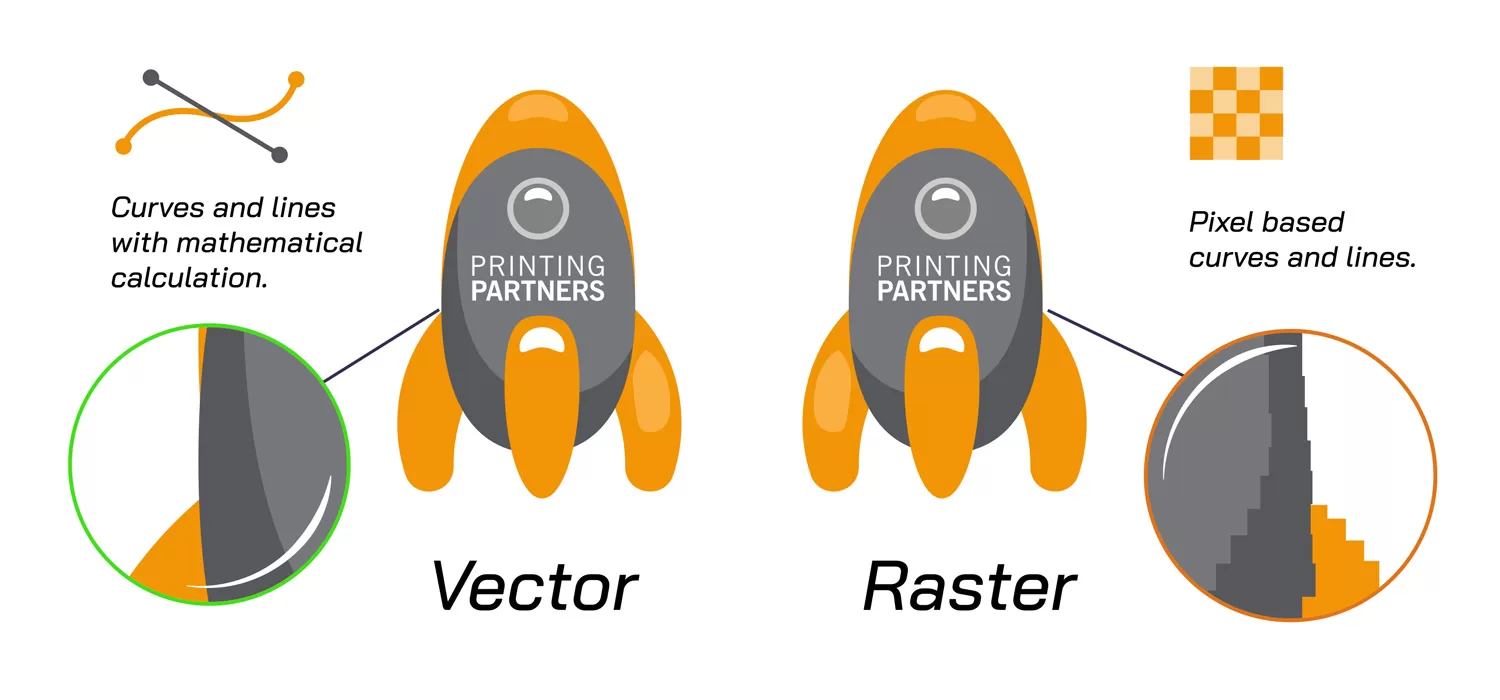 Curves and lines
with mathematical
calculation.
PRINTING
PARTNERS
Vector
PRINTING
PARTNERS
Raster
Pixel based
curves and lines.